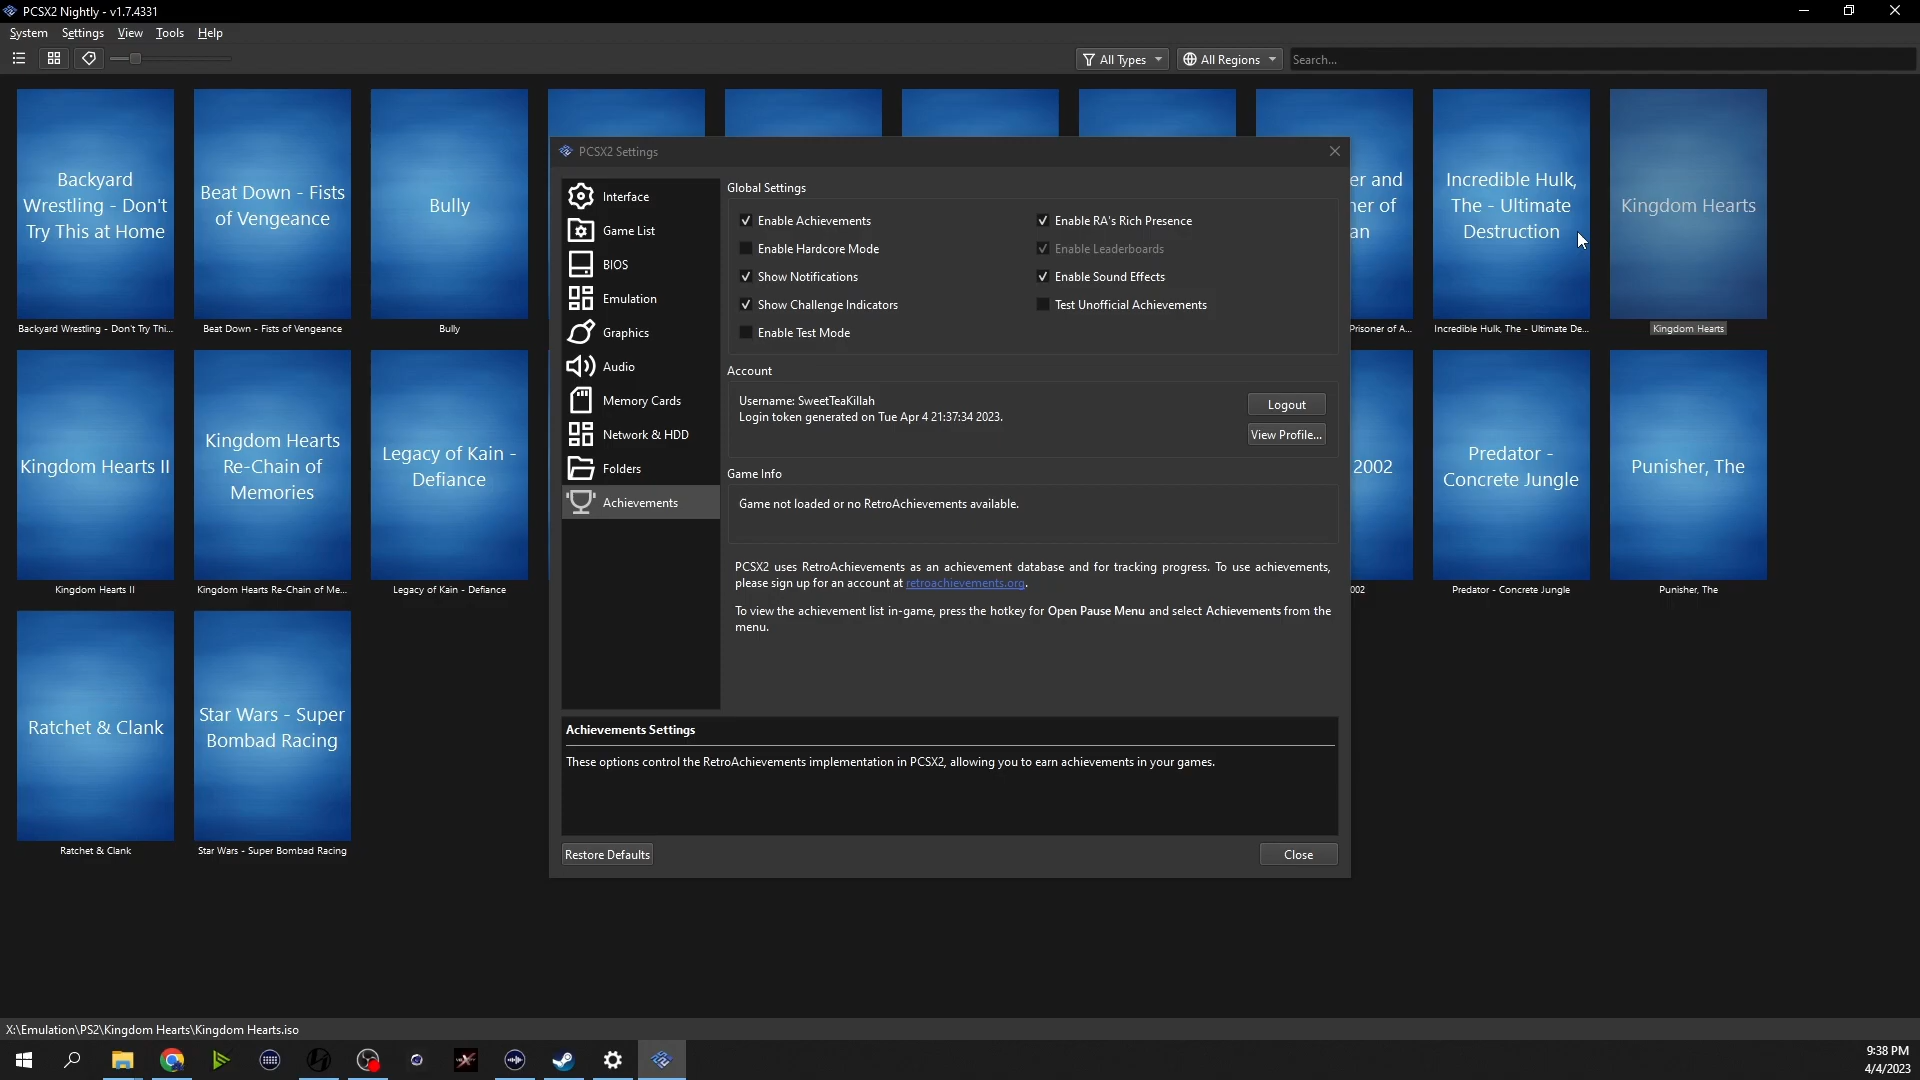 PCSX2 Nightly - v1.7.4331
System Settings View Tools Help
All Types All Regions Search...
Backyard
Wrestling - Don't
Try This at Home
Beat Down - Fists
of Vengeance
Bully
er and
ner of
an
Incredible Hulk,
The - Ultimate
Destruction
Kingdom Hearts
Backyard Wrestling - Don't Try Thi...
Beat Down - Fists of Vengeance
Bully
Prisoner of A...
Incredible Hulk, The - Ultimate De...
Kingdom Hearts
Kingdom Hearts II
Kingdom Hearts
Re-Chain of
Memories
Legacy of Kain -
Defiance
2002
Predator -
Concrete Jungle
Punisher, The
Kingdom Hearts II
Kingdom Hearts Re-Chain of Me...
Legacy of Kain - Defiance
002
Predator - Concrete Jungle
Punisher, The
Ratchet & Clank
Star Wars - Super
Bombad Racing
Ratchet & Clank
Star Wars - Super Bombad Racing
PCSX2 Settings
Interface
Game List
BIOS
Emulation
Graphics
Audio
Memory Cards
Network & HDD
Folders
Achievements
Global Settings
Enable Achievements
Enable RA's Rich Presence
Enable Hardcore Mode
Enable Leaderboards
Show Notifications
Enable Sound Effects
Show Challenge Indicators
Test Unofficial Achievements
Enable Test Mode
Account
Username: SweetTeaKillah
Login token generated on Tue Apr 4 21:37:34 2023.
Logout
View Profile...
Game Info
Game not loaded or no RetroAchievements available.
PCSX2 uses RetroAchievements as an achievement database and for tracking progress. To use achievements,
please sign up for an account at retroachievements.org.
To view the achievement list in-game, press the hotkey for Open Pause Menu and select Achievements from the
menu.
Achievements Settings
These options control the RetroAchievements implementation in PCSX2, allowing you to earn achievements in your games.
Restore Defaults
Close
X:\Emulation\PS2\Kingdom Hearts\Kingdom Hearts.iso
9:38 PM
4/4/2023